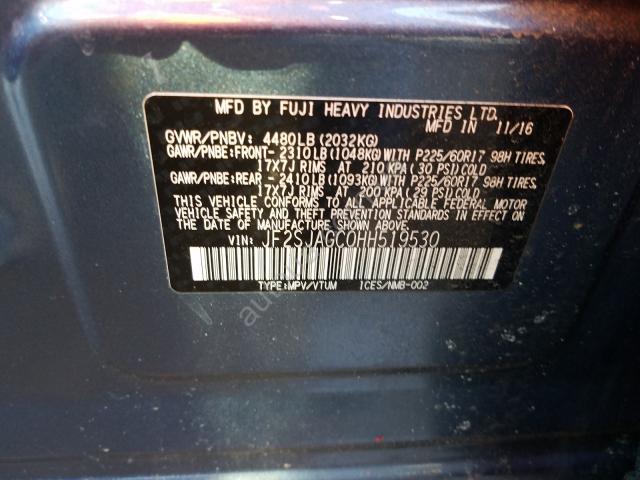 MFD BY FUJI HEAVY INDUSTRIES LTD.
MFD IN 11/16
GVWR/PNBV: 4480LB (2032KG)
GAWR/PNBE:FRONT- 2310LB (1048KG) WITH P225/60R17 98H TIRES,
17X7J RIMS AT 210 KPA ( 30 PSI) COLD
GAWR/PNBE:REAR - 2410LB (1093KG) WITH P225/60R17 98H TIRES,
17X7J RIMS AT 200 KPA ( 29 PSI) COLD
THIS VEHICLE CONFORMS TO ALL APPLICABLE FEDERAL MOTOR
VEHICLE SAFETY AND THEFT PREVENTION STANDARDS IN EFFECT ON
THE DATE OF MANUFACTURE SHOWN ABOVE.
VIN: JF2SJAGC0HH519530
TYPE:MPV/VTUM 1CES/NMB-002